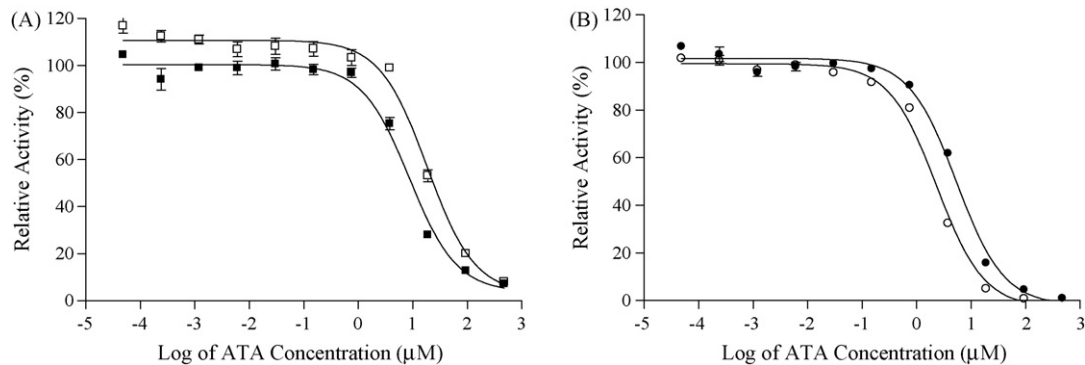 (A)
120
100
80
60
40
20
0
Relative Activity (%)
-5 -4 -3 -2 -1 0 1 2 3
Log of ATA Concentration (μM)
(B)
120
100
80
60
40
20
0
Relative Activity (%)
-5 -4 -3 -2 -1 0 1 2 3
Log of ATA Concentration (μM)